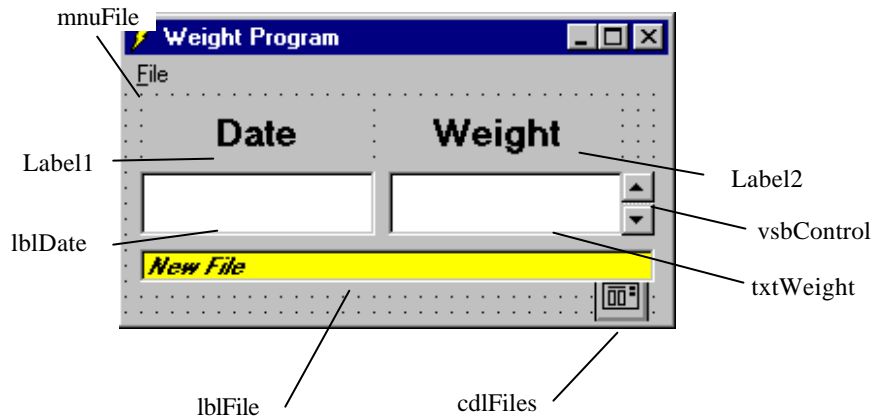 mnuFile
Weight Program
File
Date
Weight
Label1
Label2
lblDate
vsbControl
New File
txtWeight
lblFile
cdlFiles